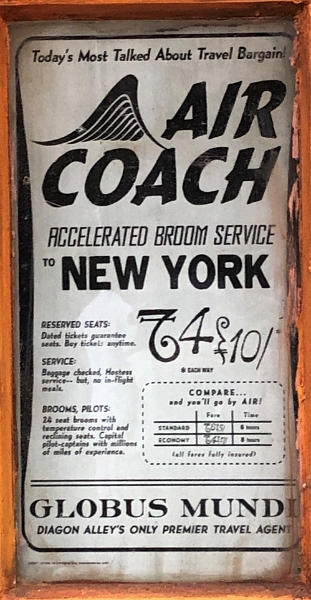 Today's Most Talked About Travel Bargain!
AIR
COACH
ACCELERATED BROOM SERVICE
TO NEW YORK
RESERVED SEATS:
Dated tickets guarantee
seats. Buy tickets anytime.
SERVICE:
Baggage checked, Hostess
service-- but, no in-flight
meals.
BROOMS, PILOTS:
24 seat brooms with
temperature control and
reclining seats. Capital
pilot-captains with millions
of miles of experience.
74£10/
EACH WAY
COMPARE...
and you'll go by AIR!
Fare Time
STANDARD 6 hours
ECONOMY 8 hours
(all fares fully insured)
GLOBUS MUNDI
DIAGON ALLEY'S ONLY PREMIER TRAVEL AGENT